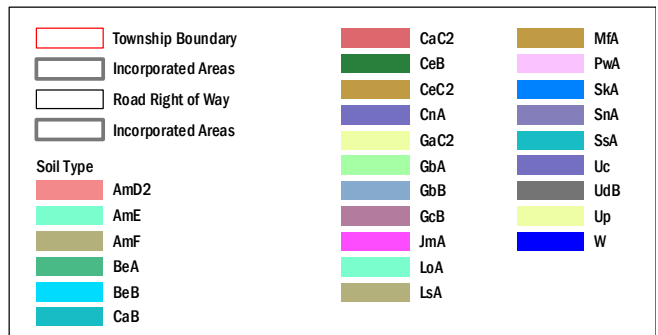 Township Boundary
Incorporated Areas
Road Right of Way
Incorporated Areas
Soil Type
AmD2
AmE
AmF
BeA
BeB
CaB
CaC2
CeB
CeC2
CnA
GaC2
GbA
GbB
GcB
JmA
LoA
LsA
MfA
PwA
SkA
SnA
SsA
Uc
UdB
Up
W